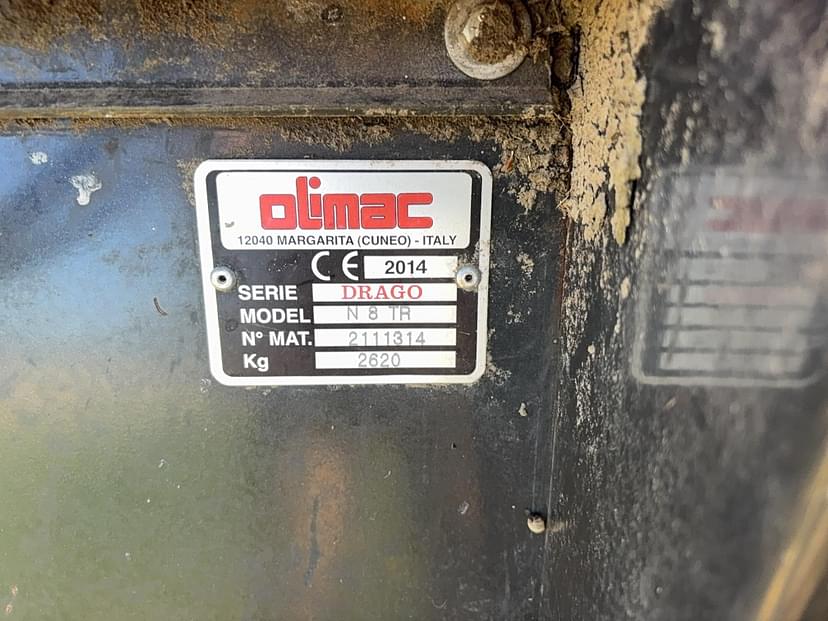 olimac
12040 MARGARITA (CUNEO) - ITALY
CE 2014
SERIE DRAGO
MODEL N 8 TR
N° MAT. 2111314
Kg 2620